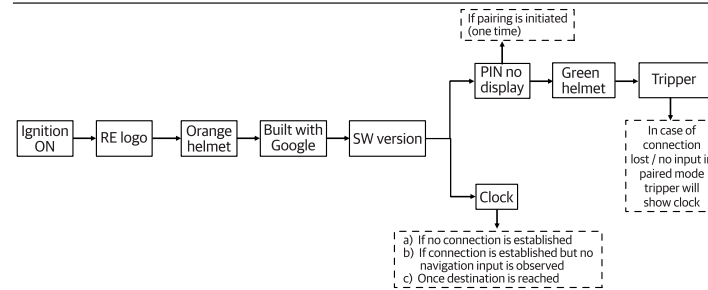 If pairing is initiated
(one time)
PIN no
display
Green
helmet
Tripper
Ignition
ON
RE logo
Orange
helmet
Built with
Google
SW version
In case of
connection
lost / no input in
paired mode
tripper will
show clock
Clock
a) If no connection is established
b) If connection is established but no
navigation input is observed
c) Once destination is reached